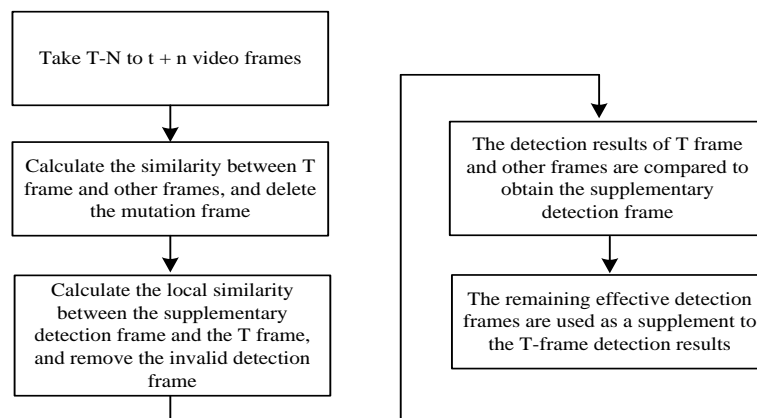 Take T-N to t + n video frames
Calculate the similarity between T
frame and other frames, and delete
the mutation frame
Calculate the local similarity
between the supplementary
detection frame and the T frame,
and remove the invalid detection
frame
The detection results of T frame
and other frames are compared to
obtain the supplementary
detection frame
The remaining effective detection
frames are used as a supplement to
the T-frame detection results